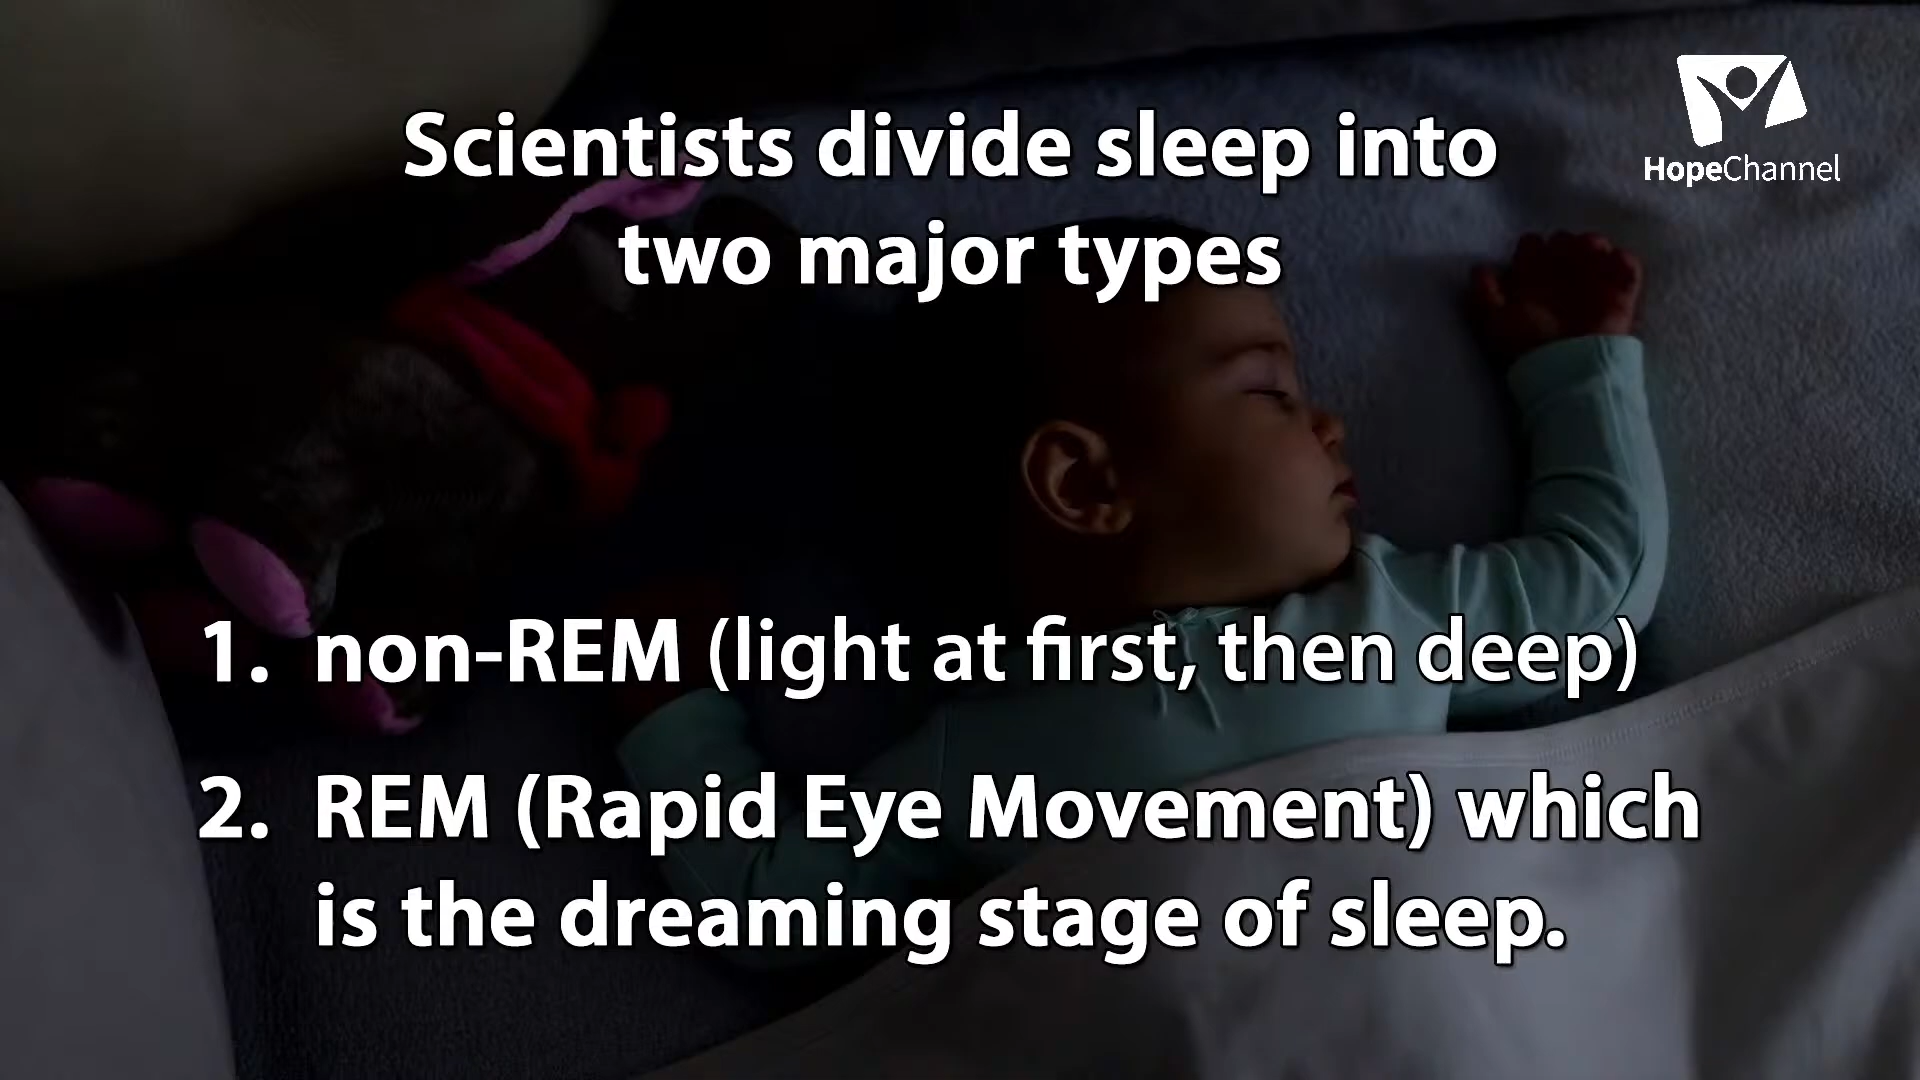 HopeChannel
Scientists divide sleep into
two major types
1. non-REM (light at first, then deep)
2. REM (Rapid Eye Movement) which
is the dreaming stage of sleep.